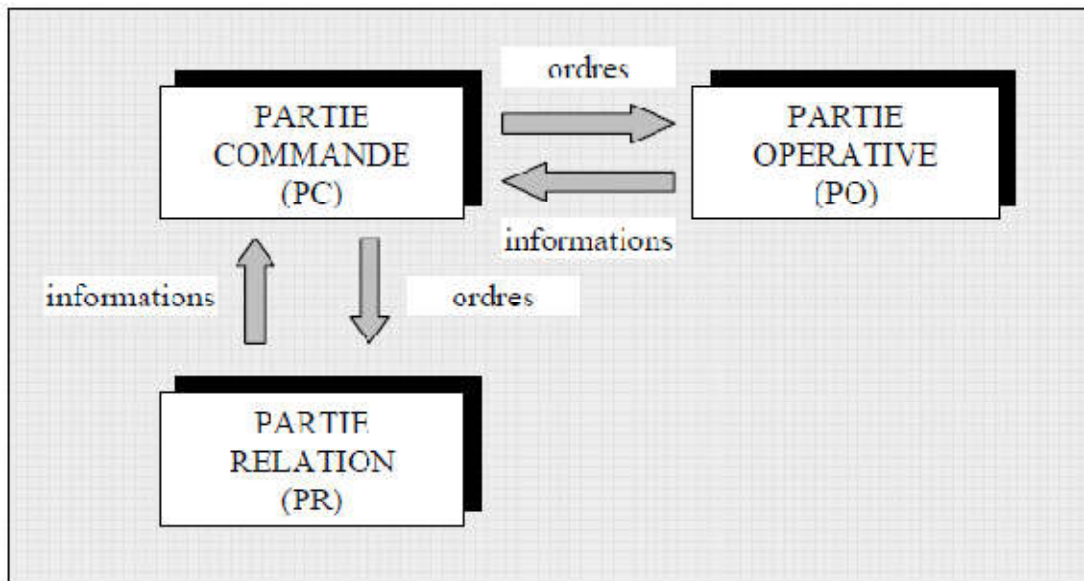 ordres
PARTIE
COMMANDE
(PC)
PARTIE
OPERATIVE
(PO)
informations
informations
ordres
PARTIE
RELATION
(PR)